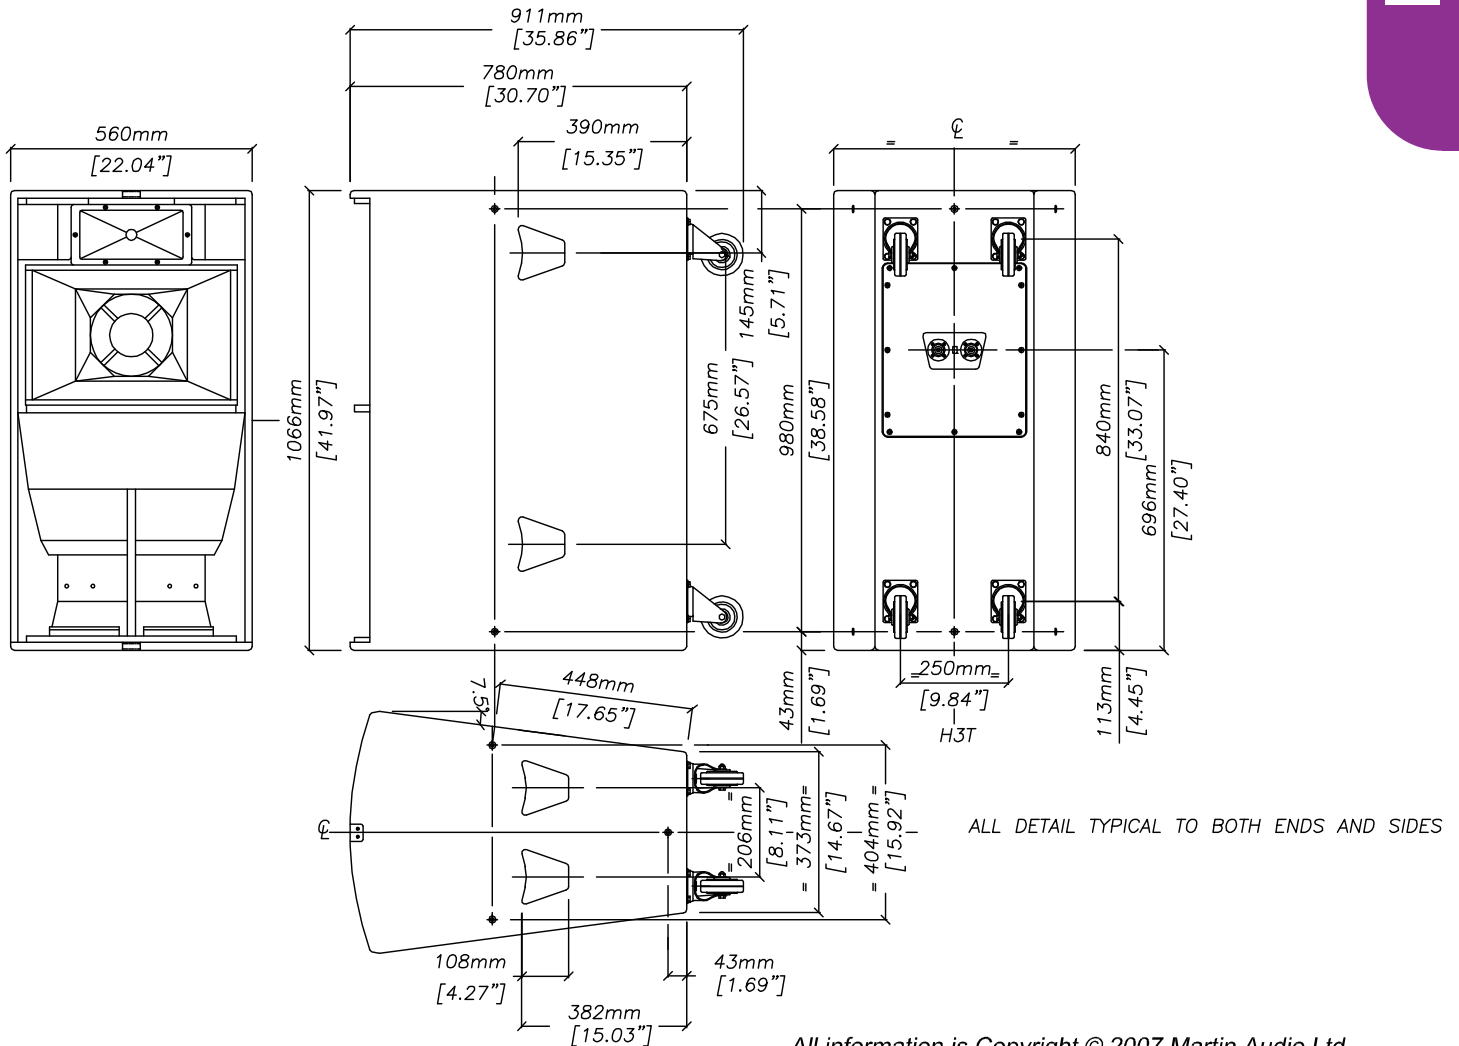 911mm
[35.86”]
780mm
[30.70”]
560mm
[22.04”]
390mm
[15.35”]
℄
=
=
1066mm
[41.97”]
145mm
[5.71”]
675mm
[26.57”]
980mm
[38.58”]
840mm
[33.07”]
696mm
[27.40”]
43mm
[1.69”]
=250mm=
[9.84”]
H3T
113mm
[4.45”]
7.5°
448mm
[17.65”]
℄
= 206mm =
[8.11”]
= 373mm=
[14.67”]
= 404mm =
[15.92”]
ALL DETAIL TYPICAL TO BOTH ENDS AND SIDES
108mm
[4.27”]
43mm
[1.69”]
382mm
[15.03”]
All information is Copyright © 2007 Martin Audio Ltd.